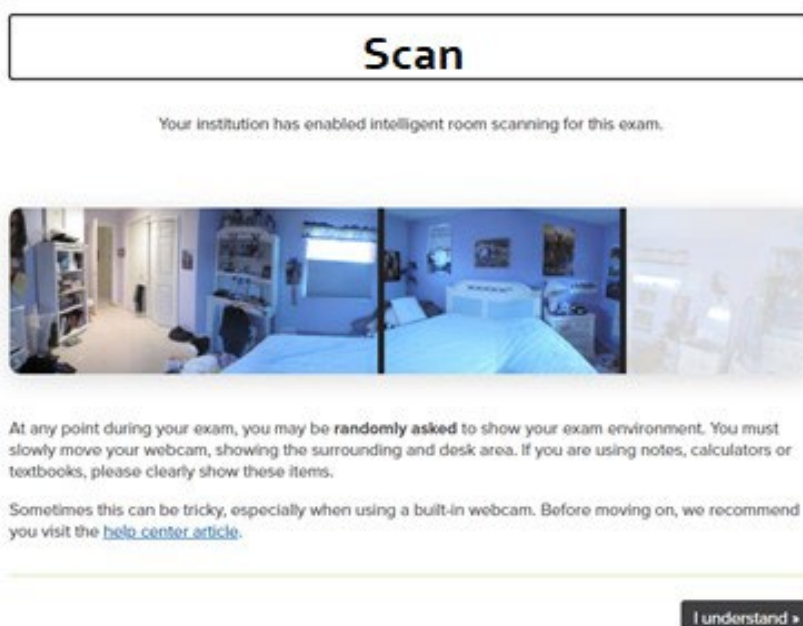 Scan
Your institution has enabled intelligent room scanning for this exam.
At any point during your exam, you may be randomly asked to show your exam environment. You must
slowly move your webcam, showing the surrounding and desk area. If you are using notes, calculators or
textbooks, please clearly show these items.
Sometimes this can be tricky, especially when using a built-in webcam. Before moving on, we recommend
you visit the help center article.
I understand »